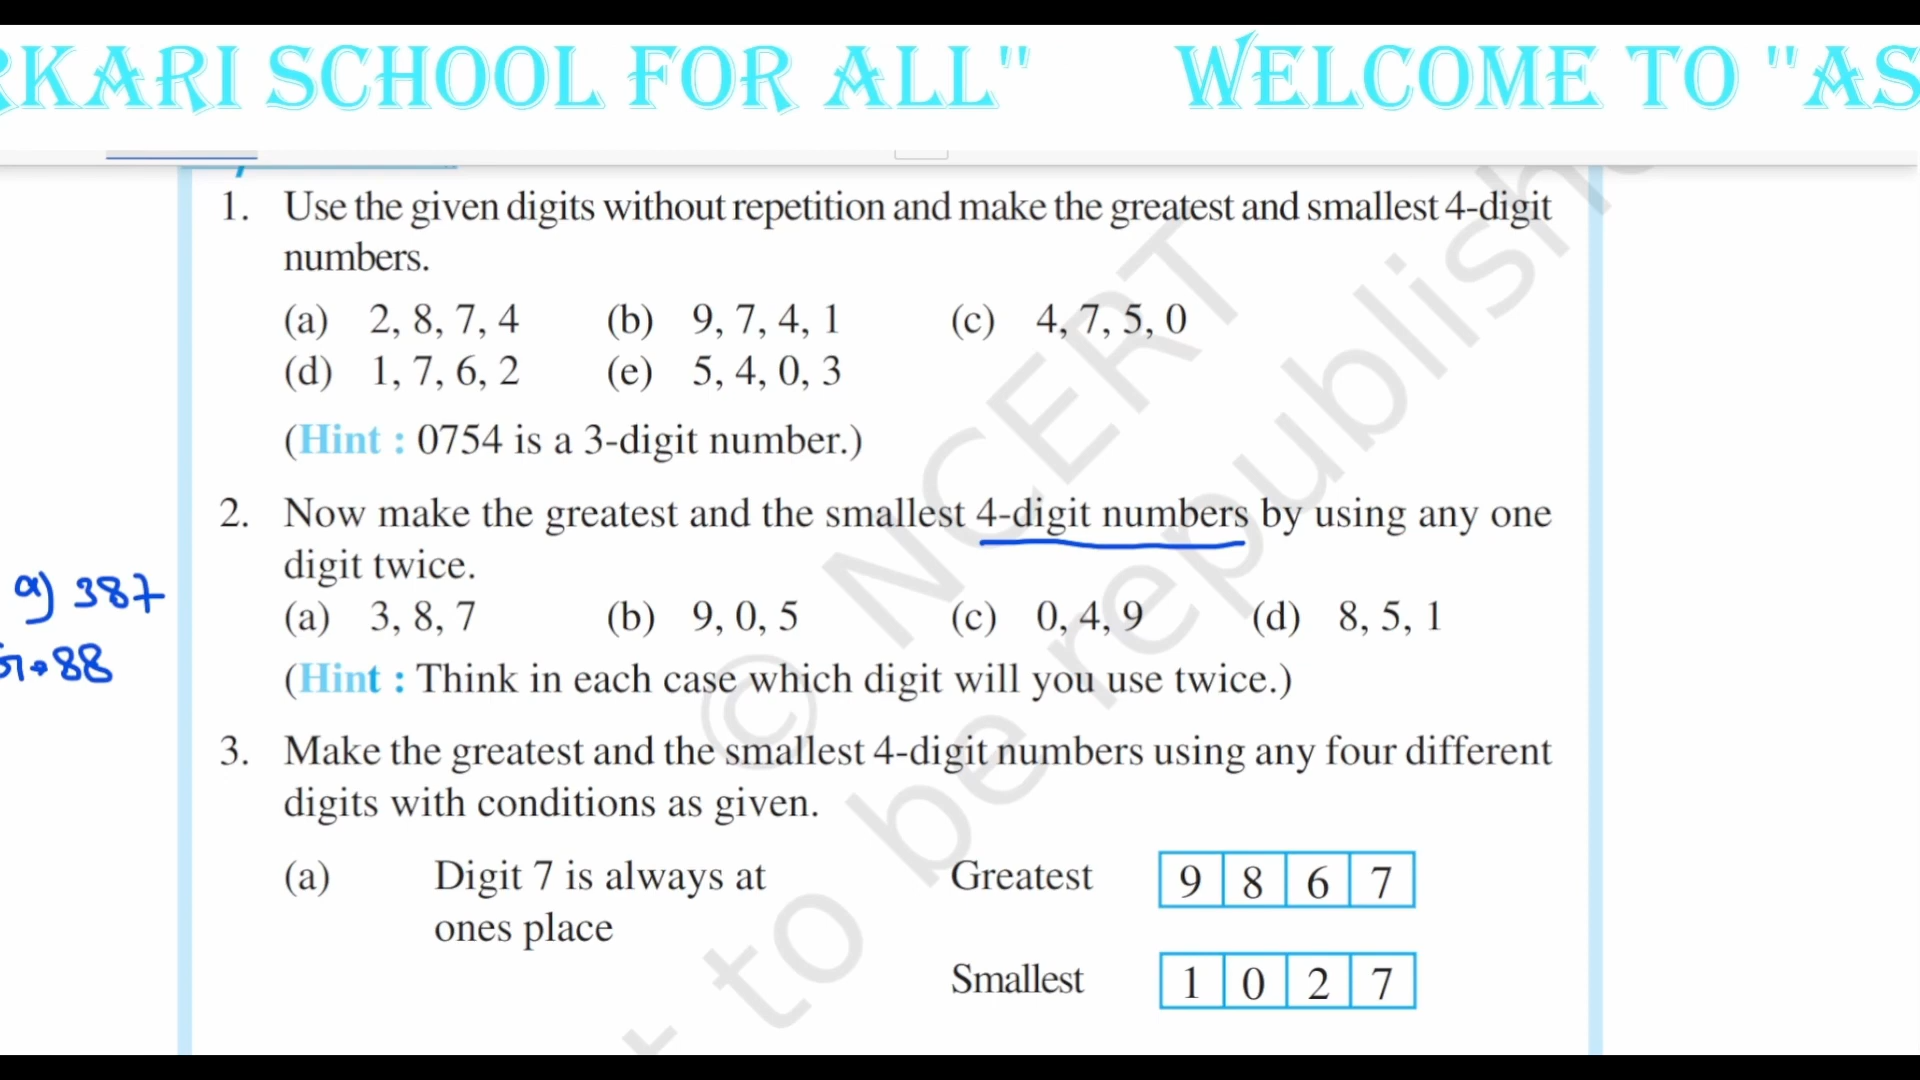 RKARI SCHOOL FOR ALL" WELCOME TO "AS
1. Use the given digits without repetition and make the greatest and smallest 4-digit
numbers.
(a) 2, 8, 7, 4 (b) 9, 7, 4, 1 (c) 4, 7, 5, 0
(d) 1, 7, 6, 2 (e) 5, 4, 0, 3
(Hint : 0754 is a 3-digit number.)
2. Now make the greatest and the smallest 4-digit numbers by using any one
digit twice.
a) 387
(a) 3, 8, 7 (b) 9, 0, 5 (c) 0, 4, 9 (d) 8, 5, 1
88
(Hint : Think in each case which digit will you use twice.)
3. Make the greatest and the smallest 4-digit numbers using any four different
digits with conditions as given.
(a) Digit 7 is always at Greatest 9 8 6 7
ones place
Smallest 1 0 2 7
© NCERT
to be republish